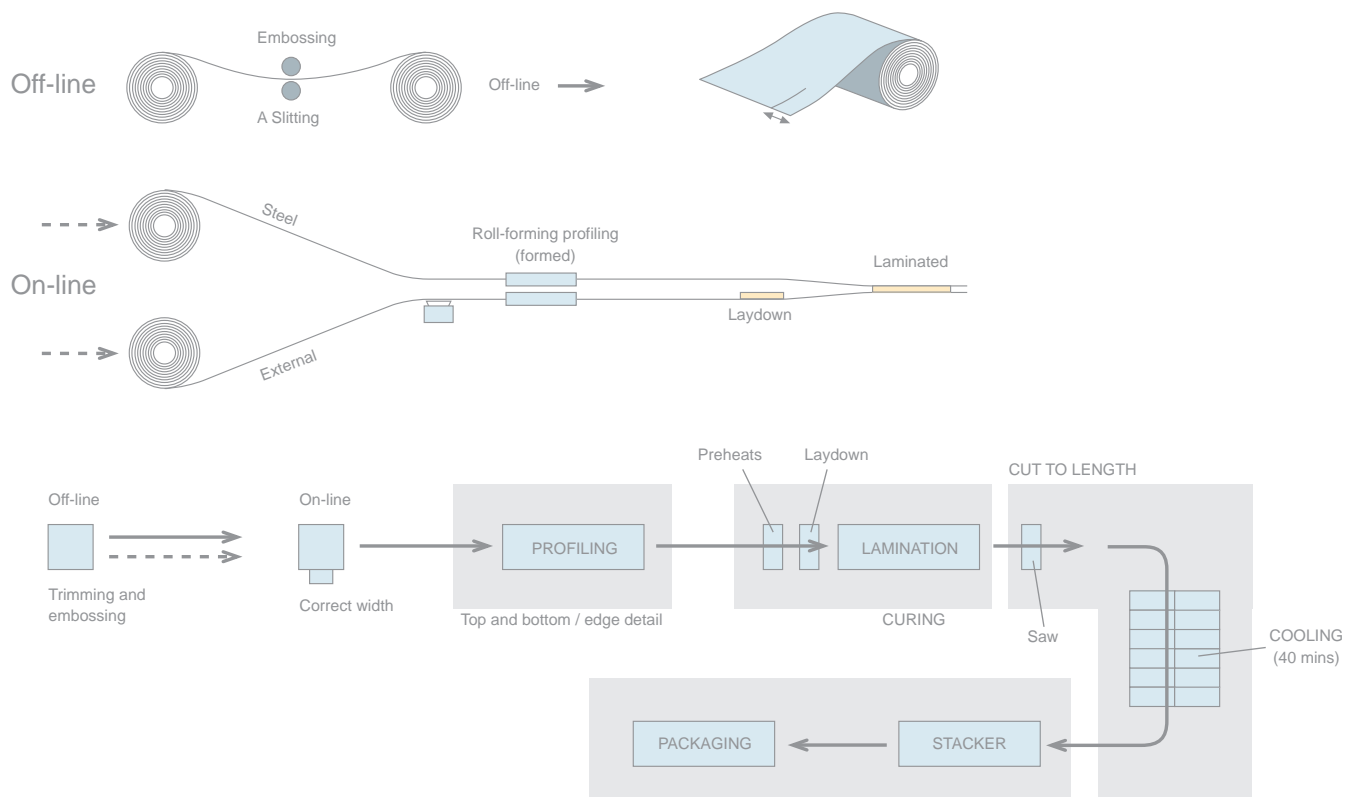 Embossing
Off-line
Off-line
A Slitting
Steel
Roll-forming profiling
(formed)
Laminated
On-line
Laydown
External
Preheats
Laydown
CUT TO LENGTH
Off-line
On-line
PROFILING
LAMINATION
Trimming and
embossing
Correct width
Top and bottom / edge detail
CURING
Saw
COOLING
(40 mins)
PACKAGING
STACKER